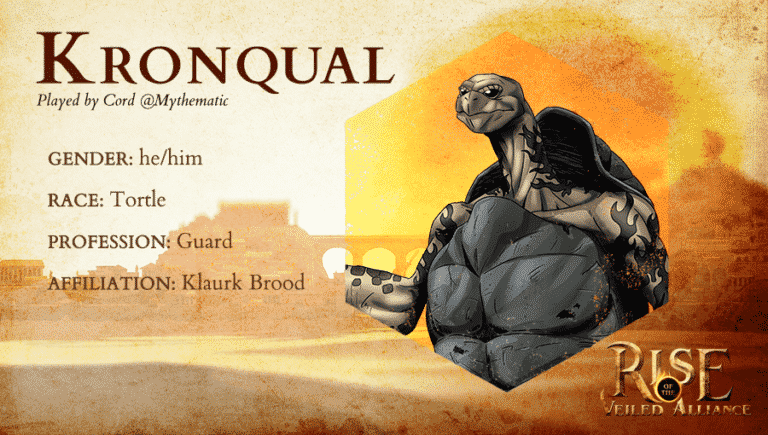 KRONQUAL
Played by Cord @Mythematic
GENDER: he/him
RACE: Tortle
PROFESSION: Guard
AFFILIATION: Klaurk Brood
RISE
OF THE
VEILED ALLIANCE